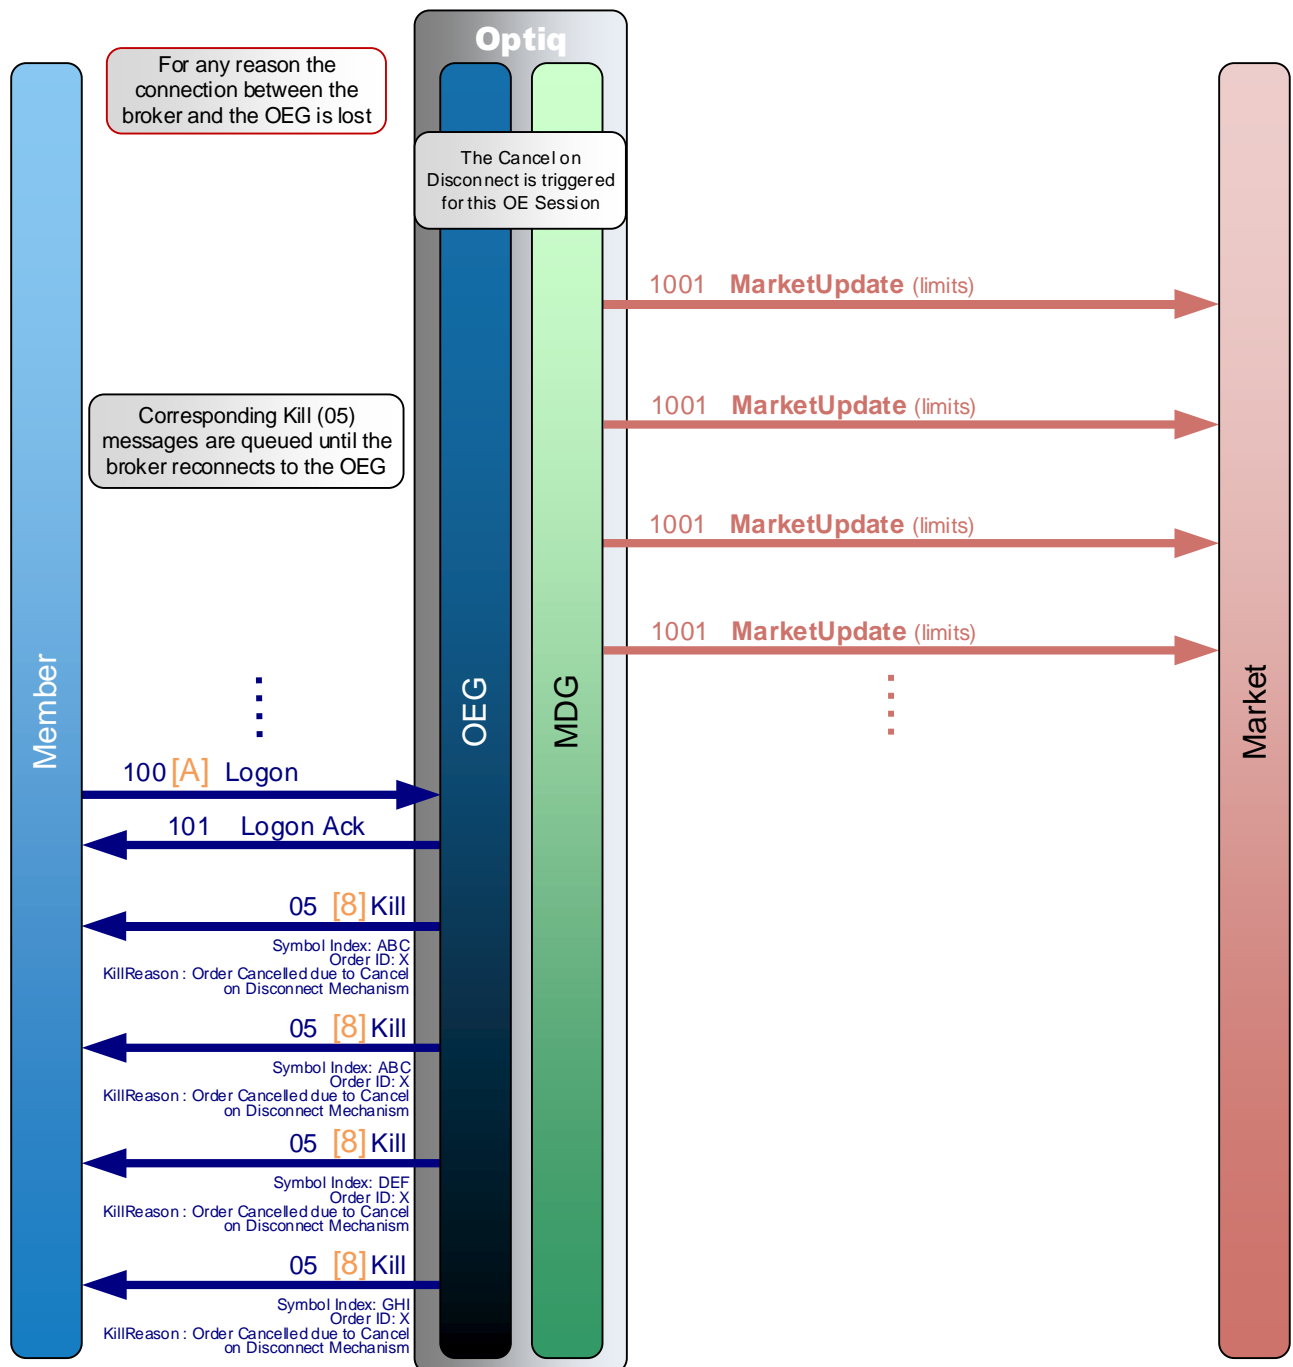 Optiq
For any reason the
connection between the
broker and the OEG is lost
The Cancel on
Disconnect is triggered
for this OE Session
1001 MarketUpdate (limits)
Corresponding Kill (05)
messages are queued until the
broker reconnects to the OEG
1001 MarketUpdate (limits)
1001 MarketUpdate (limits)
1001 MarketUpdate (limits)
Member
OEG
MDG
Market
100 [A] Logon
101 Logon Ack
05 [8] Kill
Symbol Index: ABC
Order ID: X
KillReason : Order Cancelled due to Cancel
on Disconnect Mechanism
05 [8] Kill
Symbol Index: ABC
Order ID: X
KillReason : Order Cancelled due to Cancel
on Disconnect Mechanism
05 [8] Kill
Symbol Index: DEF
Order ID: X
KillReason : Order Cancelled due to Cancel
on Disconnect Mechanism
05 [8] Kill
Symbol Index: GHI
Order ID: X
KillReason : Order Cancelled due to Cancel
on Disconnect Mechanism